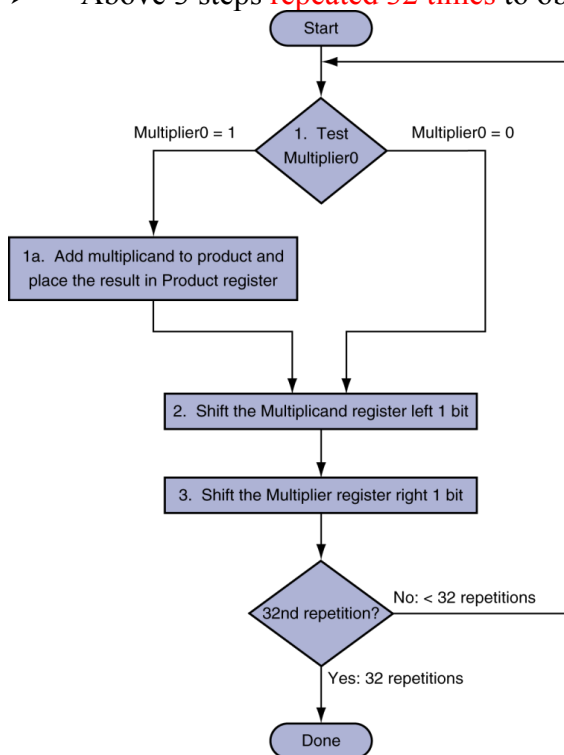 Above 3 steps repeated 32 times to
Start
Multiplier0 = 1
1. Test
Multiplier0
Multiplier0 = 0
1a. Add multiplicand to product and
place the result in Product register
2. Shift the Multiplicand register left 1 bit
3. Shift the Multiplier register right 1 bit
32nd repetition?
No: < 32 repetitions
Yes: 32 repetitions
Done